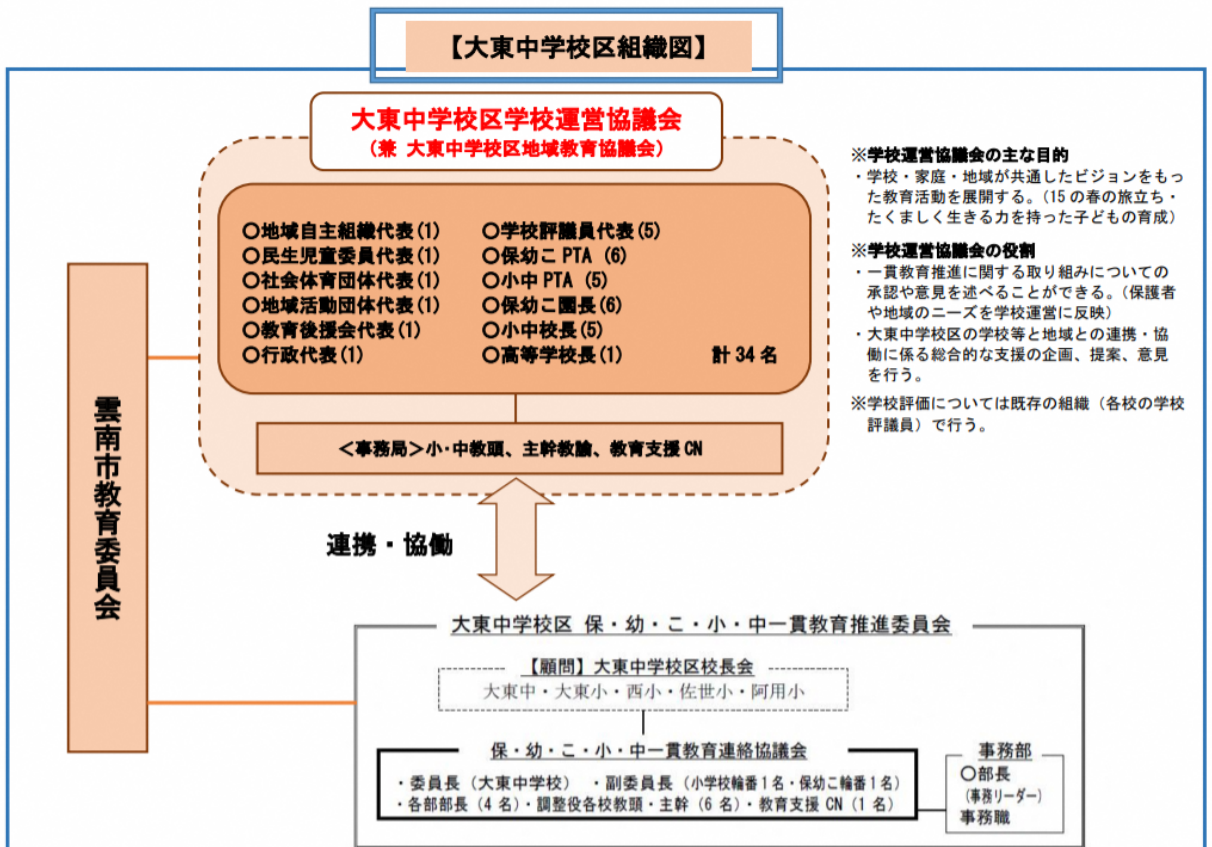 【大東中学校区組織図】
大東中学校区学校運営協議会
（兼 大東中学校区地域教育協議会）
〇地域自主組織代表(1)　〇学校評議員代表(5)
〇民生児童委員代表(1)　〇保幼こ PTA (6)
〇社会体育団体代表(1)　〇小中 PTA (5)
〇地域活動団体代表(1)　〇保幼こ園長(6)
〇教育後援会代表(1)　〇小中校長(5)
〇行政代表(1)　〇高等学校長(1)　計 34 名
＜事務局＞小・中教頭、主幹教諭、教育支援 CN
※学校運営協議会の主な目的
・学校・家庭・地域が共通したビジョンをもっ
た教育活動を展開する。（15 の春の旅立ち・
たくましく生きる力を持った子どもの育成）
※学校運営協議会の役割
・一貫教育推進に関する取り組みについての
承認や意見を述べることができる。（保護者
や地域のニーズを学校運営に反映）
・大東中学校区の学校等と地域との連携・協
働に係る総合的な支援の企画、提案、意見
を行う。
※学校評価については既存の組織（各校の学校
評議員）で行う。
雲南市教育委員会
連携・協働
大東中学校区 保・幼・こ・小・中一貫教育推進委員会
【顧問】大東中学校区校長会
大東中・大東小・西小・佐世小・阿用小
保・幼・こ・小・中一貫教育連絡協議会
・委員長（大東中学校）　・副委員長（小学校輪番１名・保幼こ輪番１名）
・各部部長（４名）・調整役各校教頭・主幹（６名）・教育支援 CN（１名）
事務部
〇部長
（事務リーダー）
事務職